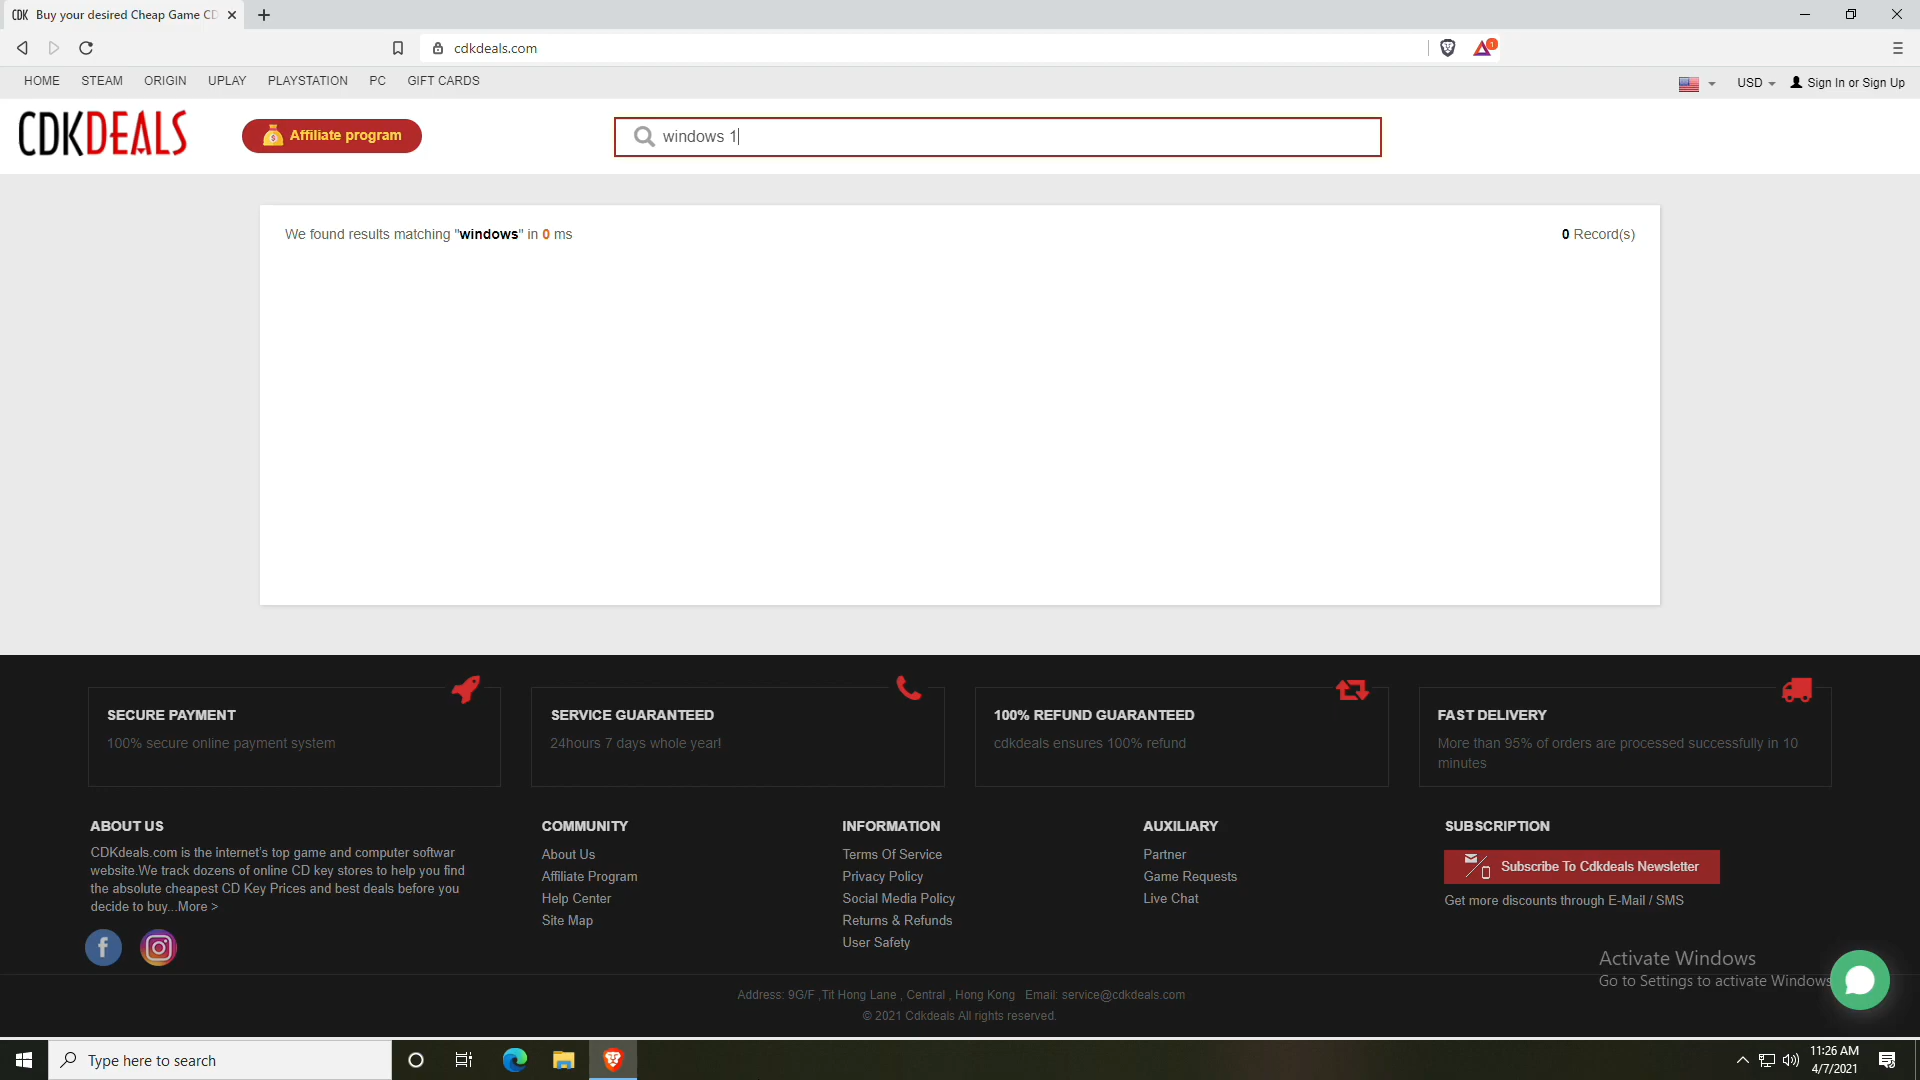 CDK Buy your desired Cheap Game CD
cdkdeals.com
1
HOME STEAM ORIGIN UPLAY PLAYSTATION PC GIFT CARDS
USD Sign In or Sign Up
CDKDEALS
Affiliate program
windows 1
We found results matching "windows" in 0 ms
0 Record(s)
SECURE PAYMENT
100% secure online payment system
SERVICE GUARANTEED
24hours 7 days whole year!
100% REFUND GUARANTEED
cdkdeals ensures 100% refund
FAST DELIVERY
More than 95% of orders are processed successfully in 10
minutes
ABOUT US
CDKdeals.com is the internet's top game and computer softwar
website.We track dozens of online CD key stores to help you find
the absolute cheapest CD Key Prices and best deals before you
decide to buy...More >
COMMUNITY
About Us
Affiliate Program
Help Center
Site Map
INFORMATION
Terms Of Service
Privacy Policy
Social Media Policy
Returns & Refunds
User Safety
AUXILIARY
Partner
Game Requests
Live Chat
SUBSCRIPTION
Subscribe To Cdkdeals Newsletter
Get more discounts through E-Mail / SMS
Activate Windows
Go to Settings to activate Windows
Address: 9G/F ,Tit Hong Lane , Central , Hong Kong Email: service@cdkdeals.com
© 2021 Cdkdeals All rights reserved.
Type here to search
11:26 AM
4/7/2021